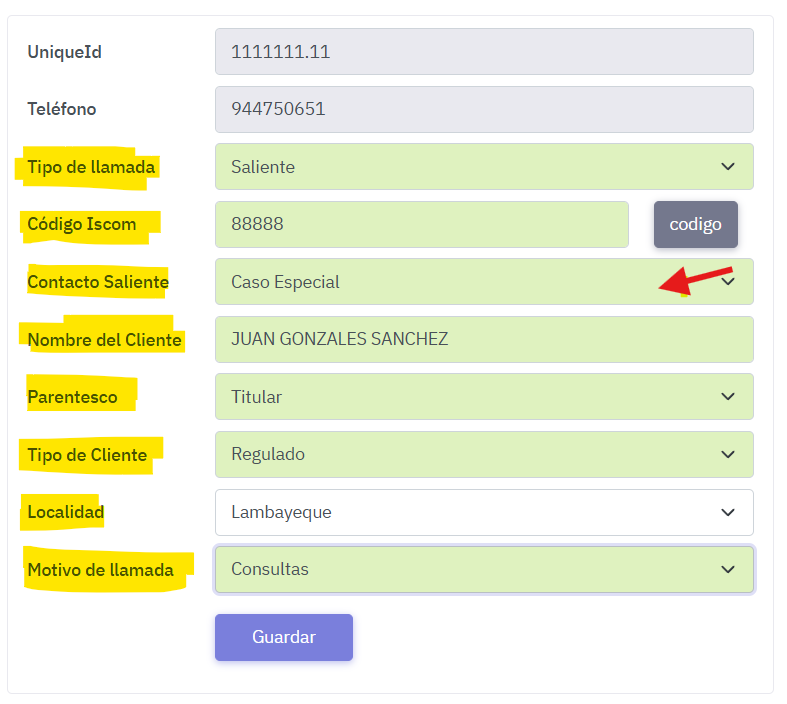 UniqueId 1111111.11
Teléfono 944750651
Tipo de llamada Saliente
Código Iscom 88888 codigo
Contacto Saliente Caso Especial
Nombre del Cliente JUAN GONZALES SANCHEZ
Parentesco Titular
Tipo de Cliente Regulado
Localidad Lambayeque
Motivo de llamada Consultas
Guardar